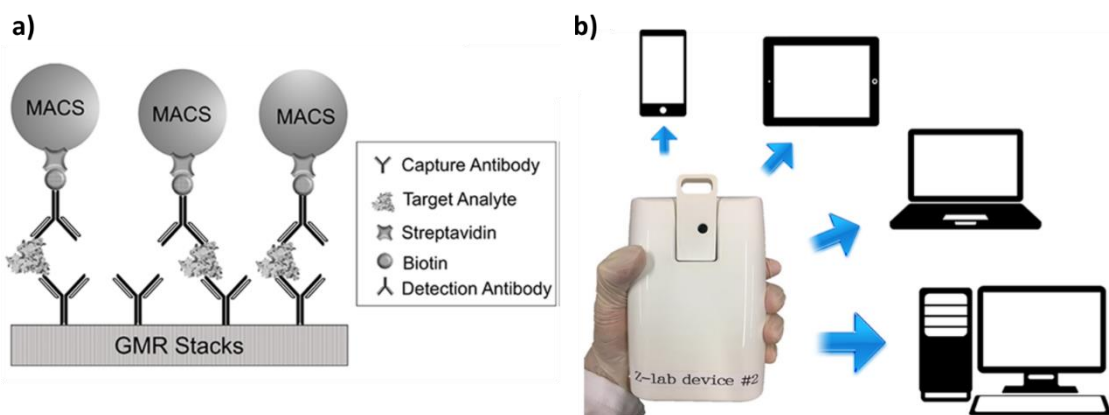 a)
MACS
MACS
MACS
Capture Antibody
Target Analyte
Streptavidin
Biotin
Detection Antibody
GMR Stacks
b)
Z-lab device #2